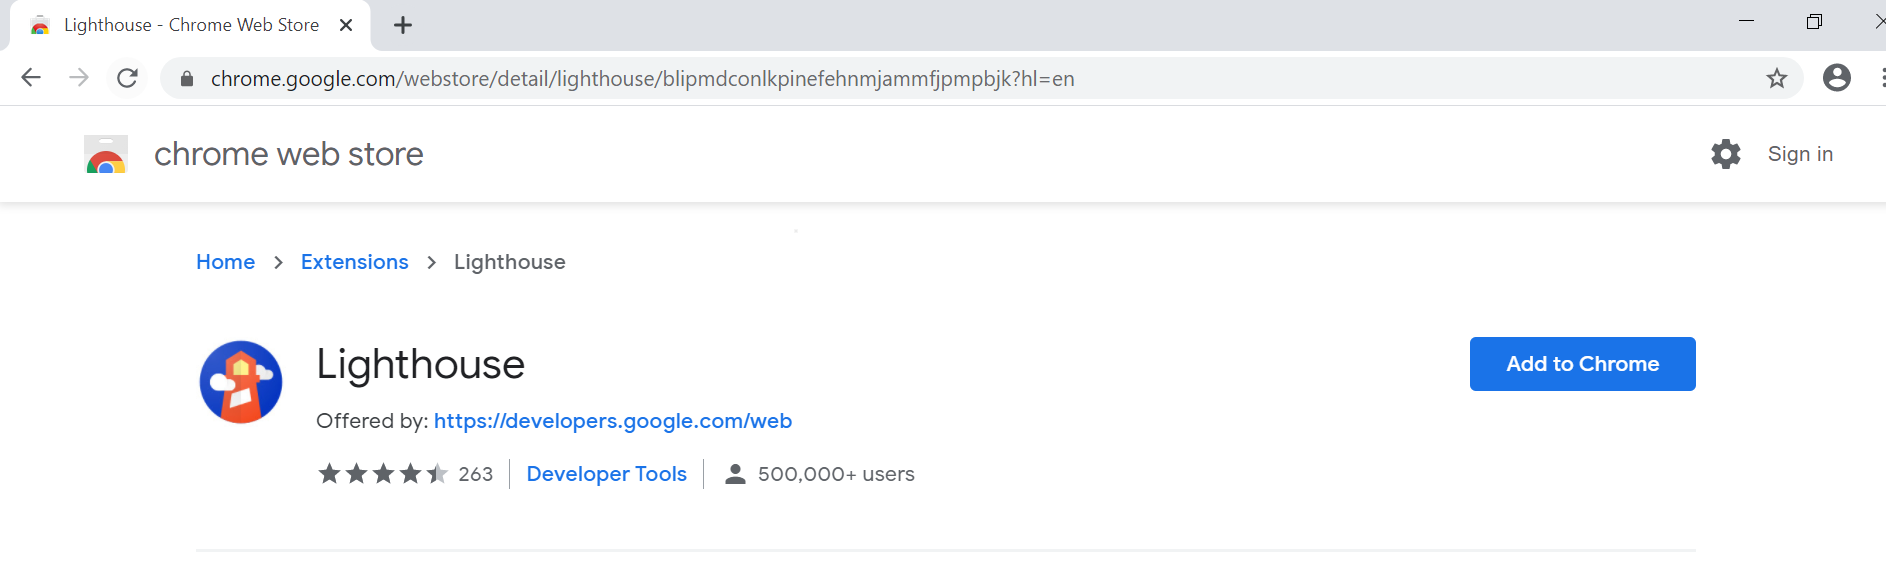 Lighthouse - Chrome Web Store
chrome.google.com/webstore/detail/lighthouse/blipmdconlkpinefehnmjammfjpmpbjk?hl=en
chrome web store
Sign in
Home > Extensions > Lighthouse
Lighthouse
Add to Chrome
Offered by: https://developers.google.com/web
263 | Developer Tools | 500,000+ users